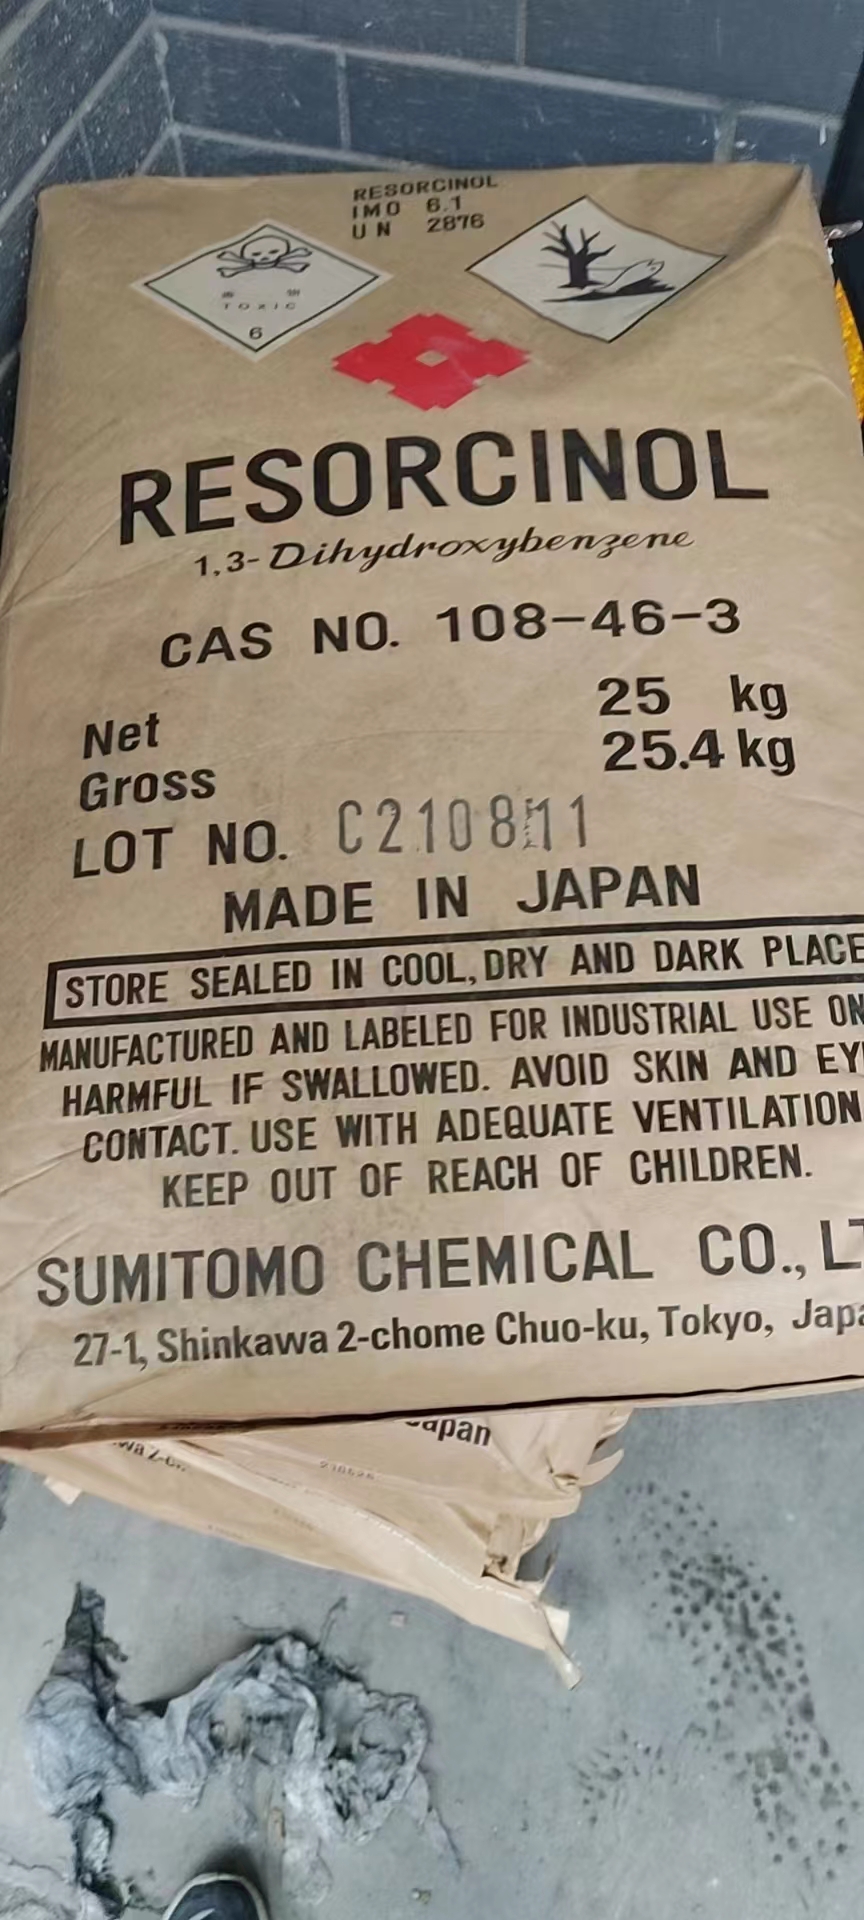 RESORCINOL
IMO 6.1
UN 2876
TOXIC
6
RESORCINOL
1,3-Dihydroxybenzene
CAS NO. 108-46-3
Net 25 kg
Gross 25.4 kg
LOT NO. C210811
MADE IN JAPAN
STORE SEALED IN COOL, DRY AND DARK PLACE
MANUFACTURED AND LABELED FOR INDUSTRIAL USE ON
HARMFUL IF SWALLOWED. AVOID SKIN AND EY
CONTACT. USE WITH ADEQUATE VENTILATION
KEEP OUT OF REACH OF CHILDREN.
SUMITOMO CHEMICAL CO., LT
27-1, Shinkawa 2-chome Chuo-ku, Tokyo, Japa
Japan